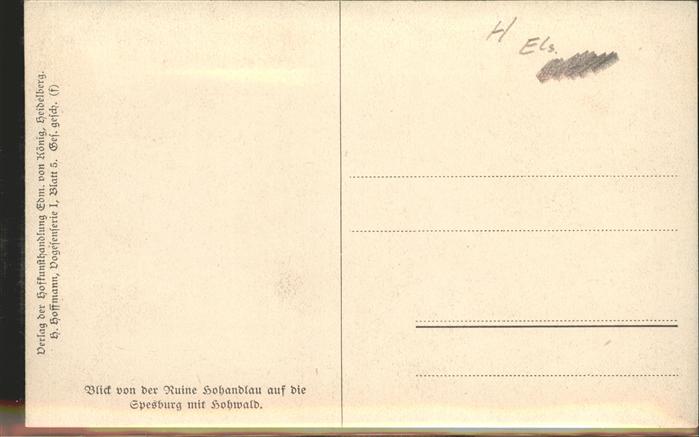 Verlag der Hofkunsthandlung Edm. von König, Heidelberg.
H. Hoffmann, Vogesenserie I, Blatt 5. Ges. gesch. (f)
H
Els.
Blick von der Ruine Hohandlau auf die
Spesburg mit Hohwald.